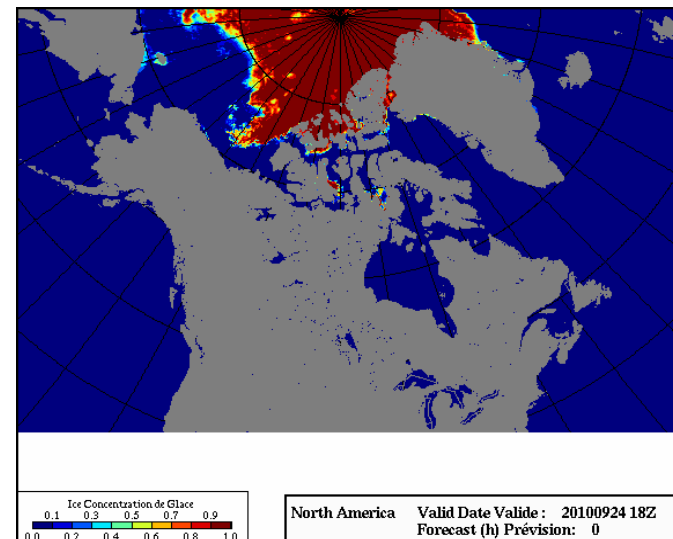 Ice Concentration de Glace
0.1 0.3 0.5 0.7 0.9
0.0 0.2 0.4 0.6 0.8 1.0
North America Valid Date Valide : 20100924 18Z
Forecast (h) Prévision: 0